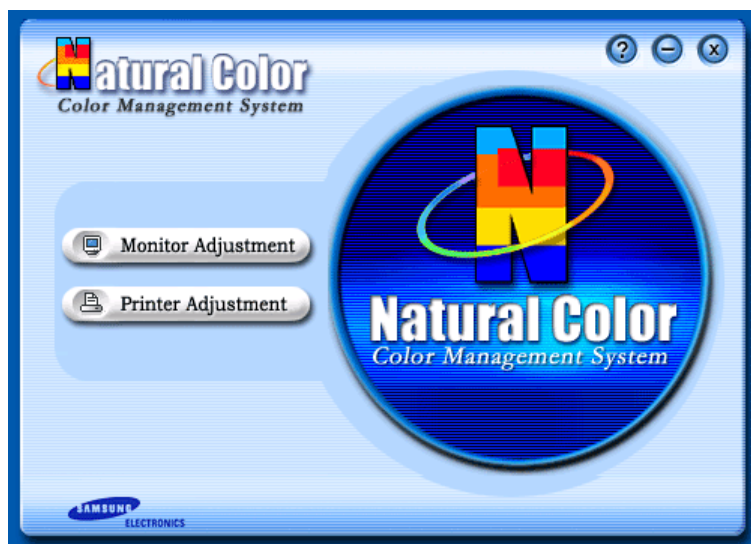 Natural Color
Color Management System
? - x
Monitor Adjustment
Printer Adjustment
Natural Color
Color Management System
SAMSUNG
ELECTRONICS